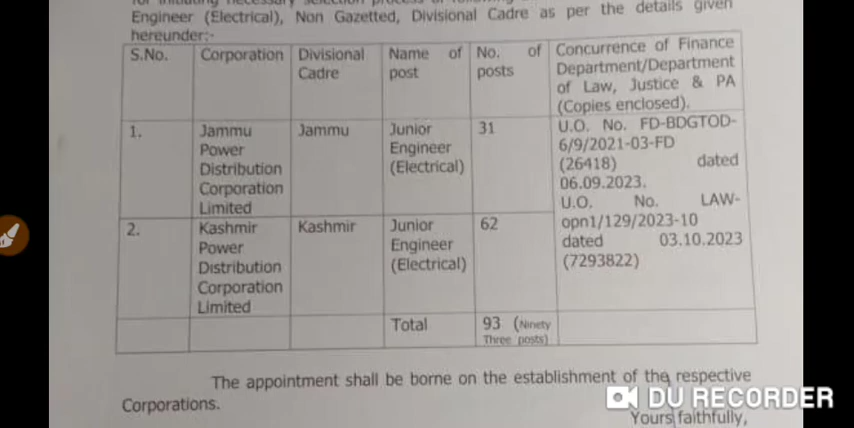 for initiating necessary selection process
Engineer (Electrical), Non Gazetted, Divisional Cadre as per the details given
hereunder:-
S.No. Corporation Divisional Cadre Name of post No. of posts Concurrence of Finance Department/Department of Law, Justice & PA (Copies enclosed).
1. Jammu Power Distribution Corporation Limited Jammu Junior Engineer (Electrical) 31 U.O. No. FD-BDGTOD-
6/9/2021-03-FD
(26418) dated
06.09.2023.
U.O. No. LAW-
opn1/129/2023-10
dated 03.10.2023
(7293822)
2. Kashmir Power Distribution Corporation Limited Kashmir Junior Engineer (Electrical) 62
Total 93 (Ninety Three posts)
The appointment shall be borne on the establishment of the respective
Corporations.
Yours faithfully,
DU RECORDER